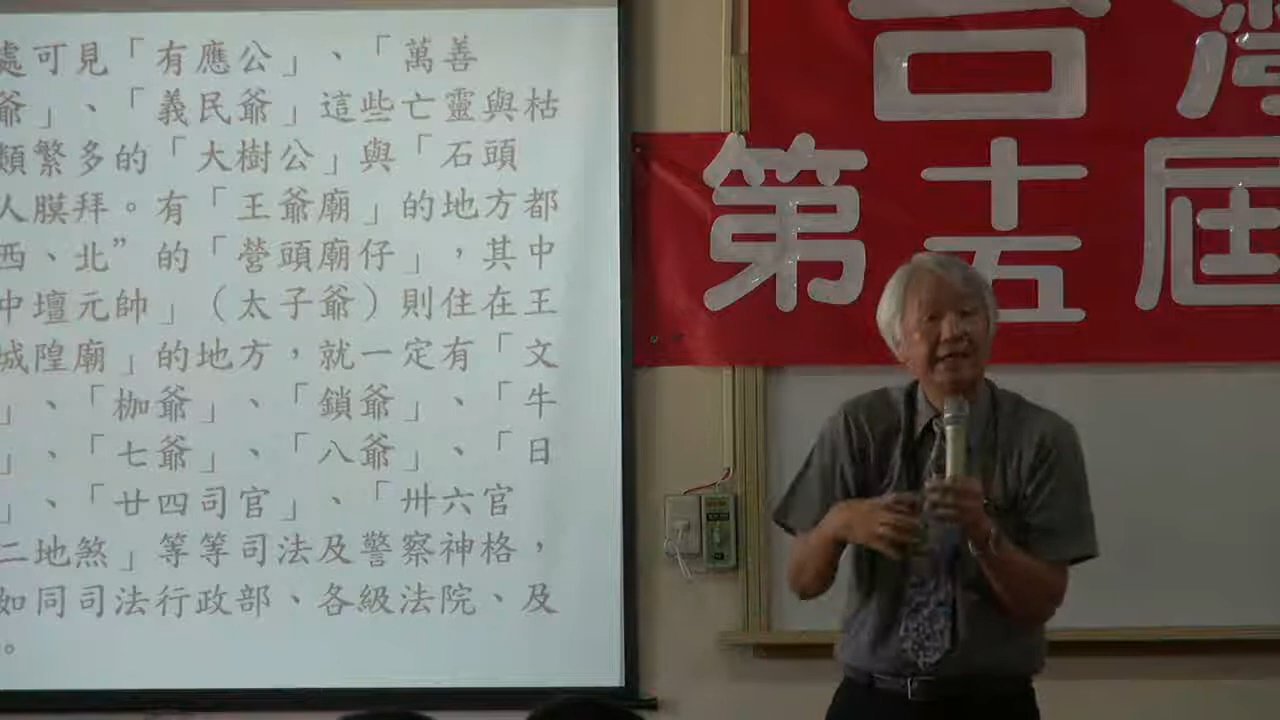 處可見「有應公」、「萬善
爺」、「義民爺」這些亡靈與枯
類繁多的「大樹公」與「石頭
人膜拜。有「王爺廟」的地方都
西、北”的「營頭廟仔」，其中
中壇元帥」（太子爺）則住在王
城隍廟」的地方，就一定有「文
」、「枷爺」、「鎖爺」、「牛
」、「七爺」、「八爺」、「日
」、「廿四司官」、「卅六官
二地煞」等等司法及警察神格，
如同司法行政部、各級法院、及
。
台灣
第十五屆